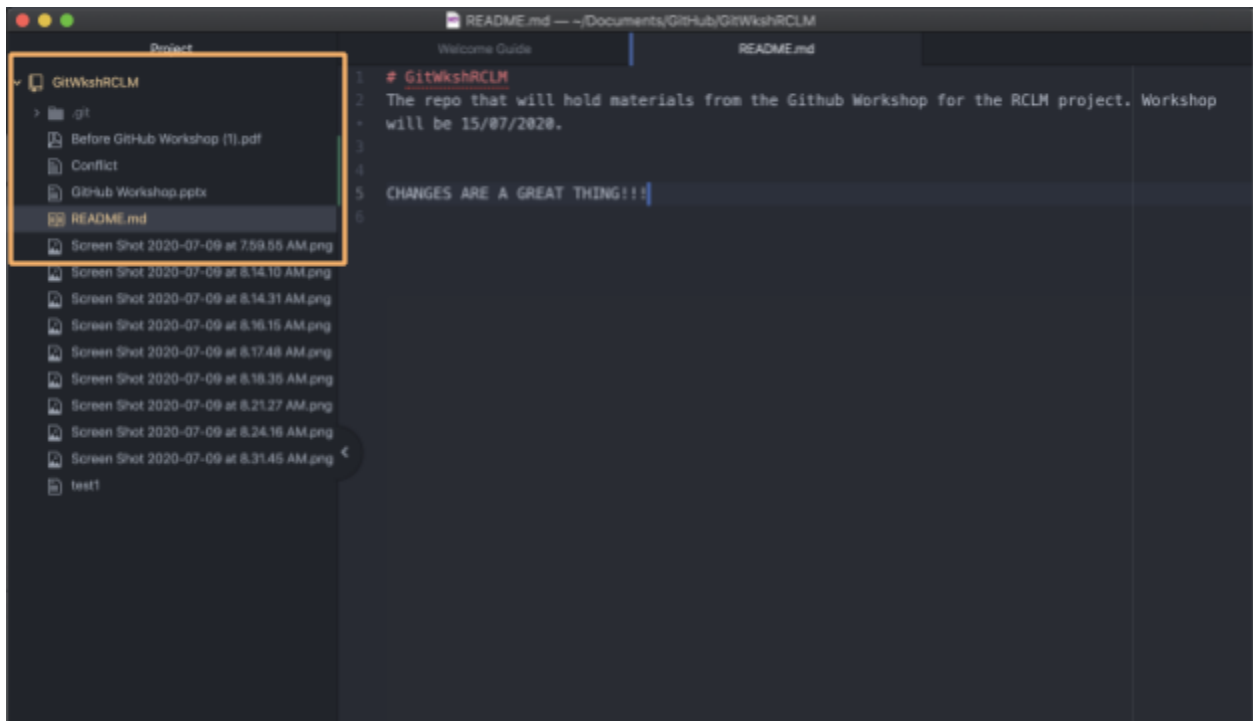 README.md — ~/Documents/GitHub/GitWkshRCLM
Project
GitWkshRCLM
.git
Before GitHub Workshop (1).pdf
Conflict
GitHub Workshop.pptx
README.md
Screen Shot 2020-07-09 at 7.59.55 AM.png
Screen Shot 2020-07-09 at 8.14.10 AM.png
Screen Shot 2020-07-09 at 8.14.31 AM.png
Screen Shot 2020-07-09 at 8.16.15 AM.png
Screen Shot 2020-07-09 at 8.17.48 AM.png
Screen Shot 2020-07-09 at 8.18.35 AM.png
Screen Shot 2020-07-09 at 8.21.27 AM.png
Screen Shot 2020-07-09 at 8.24.16 AM.png
Screen Shot 2020-07-09 at 8.31.45 AM.png
test1
Welcome Guide
README.md
1 # GitWkshRCLM
2 The repo that will hold materials from the Github Workshop for the RCLM project. Workshop
• will be 15/07/2020.
3
4
5 CHANGES ARE A GREAT THING!!!
6